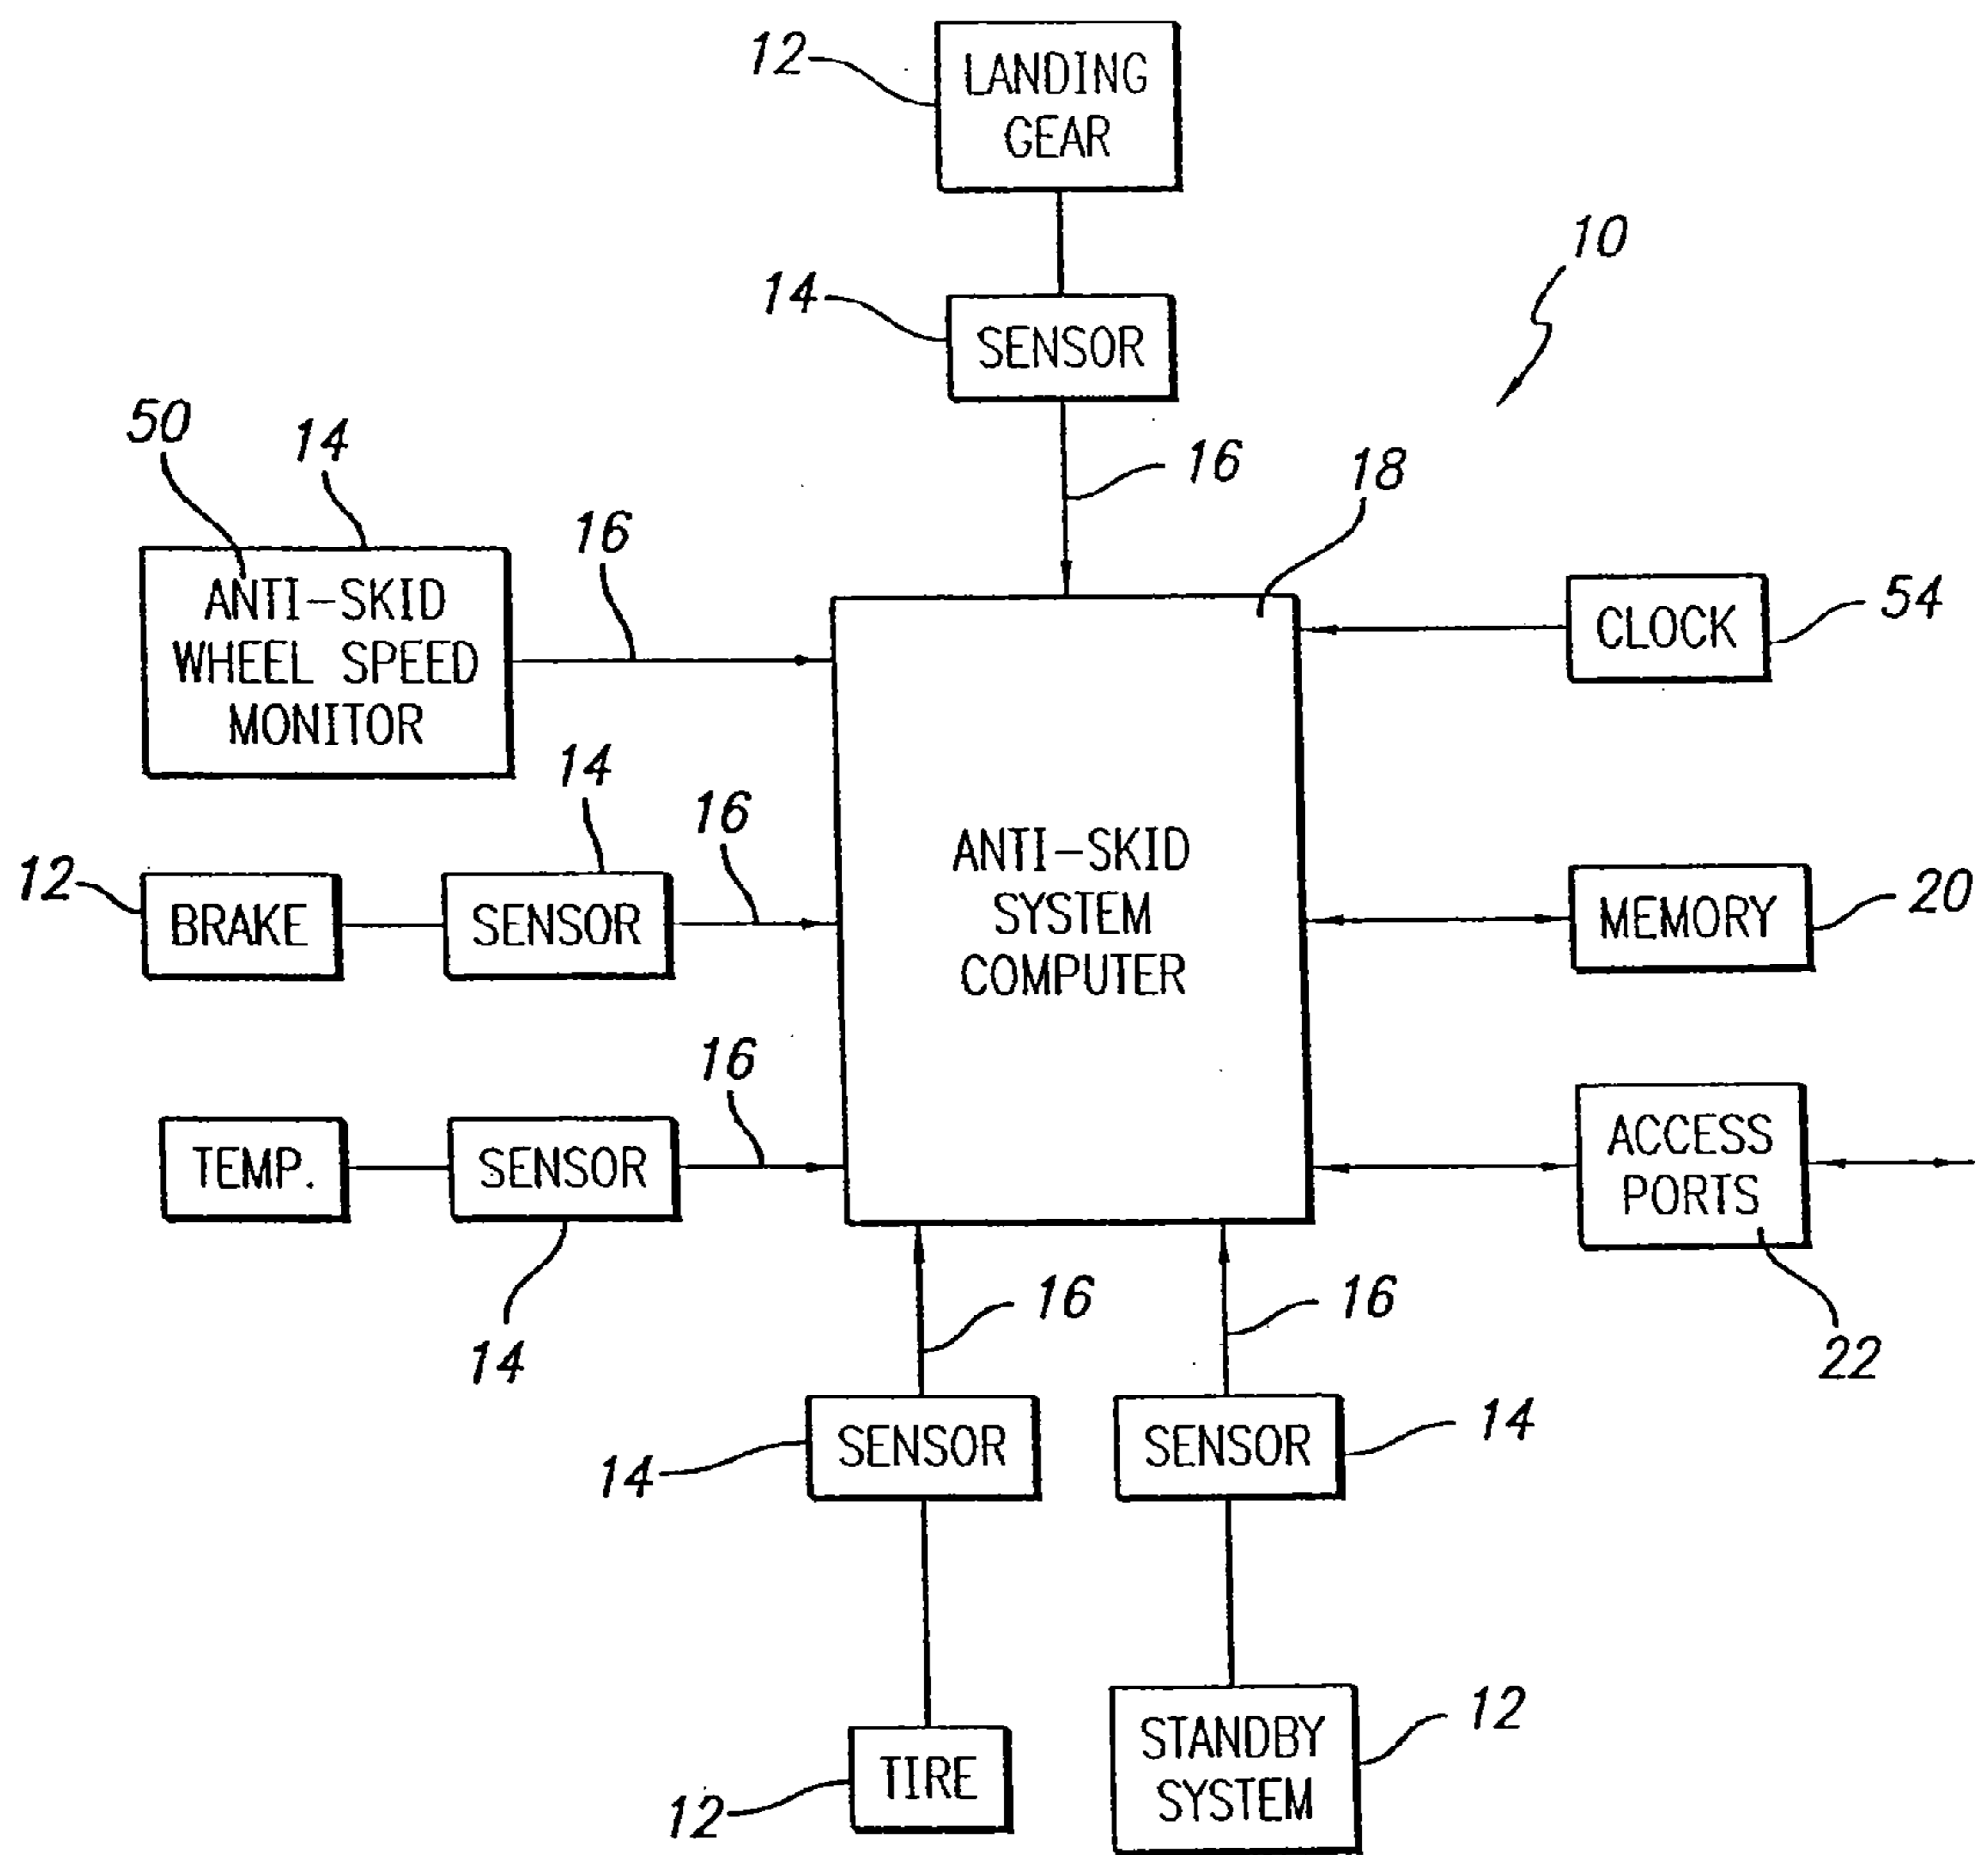 12
LANDING
GEAR
10
14
SENSOR
50
14
16
18
16
ANTI-SKID
WHEEL SPEED
MONITOR
CLOCK
54
14
16
12
BRAKE
SENSOR
ANTI-SKID
SYSTEM
COMPUTER
MEMORY
20
16
TEMP.
SENSOR
ACCESS
PORTS
14
16
16
22
SENSOR
14
SENSOR
14
12
TIRE
STANDBY
SYSTEM
12